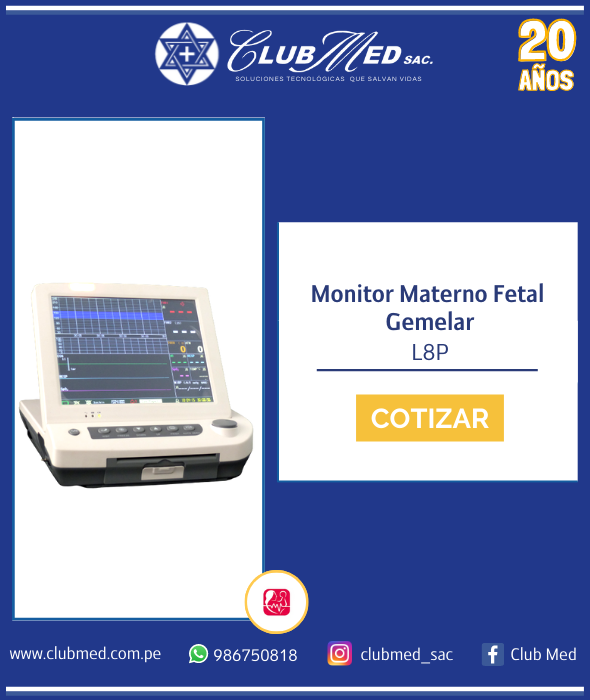 CLUB MED SAC.
SOLUCIONES TECNOLÓGICAS QUE SALVAN VIDAS
20
AÑOS
Monitor Materno Fetal
Gemelar
L8P
COTIZAR
www.clubmed.com.pe
986750818
clubmed_sac
Club Med